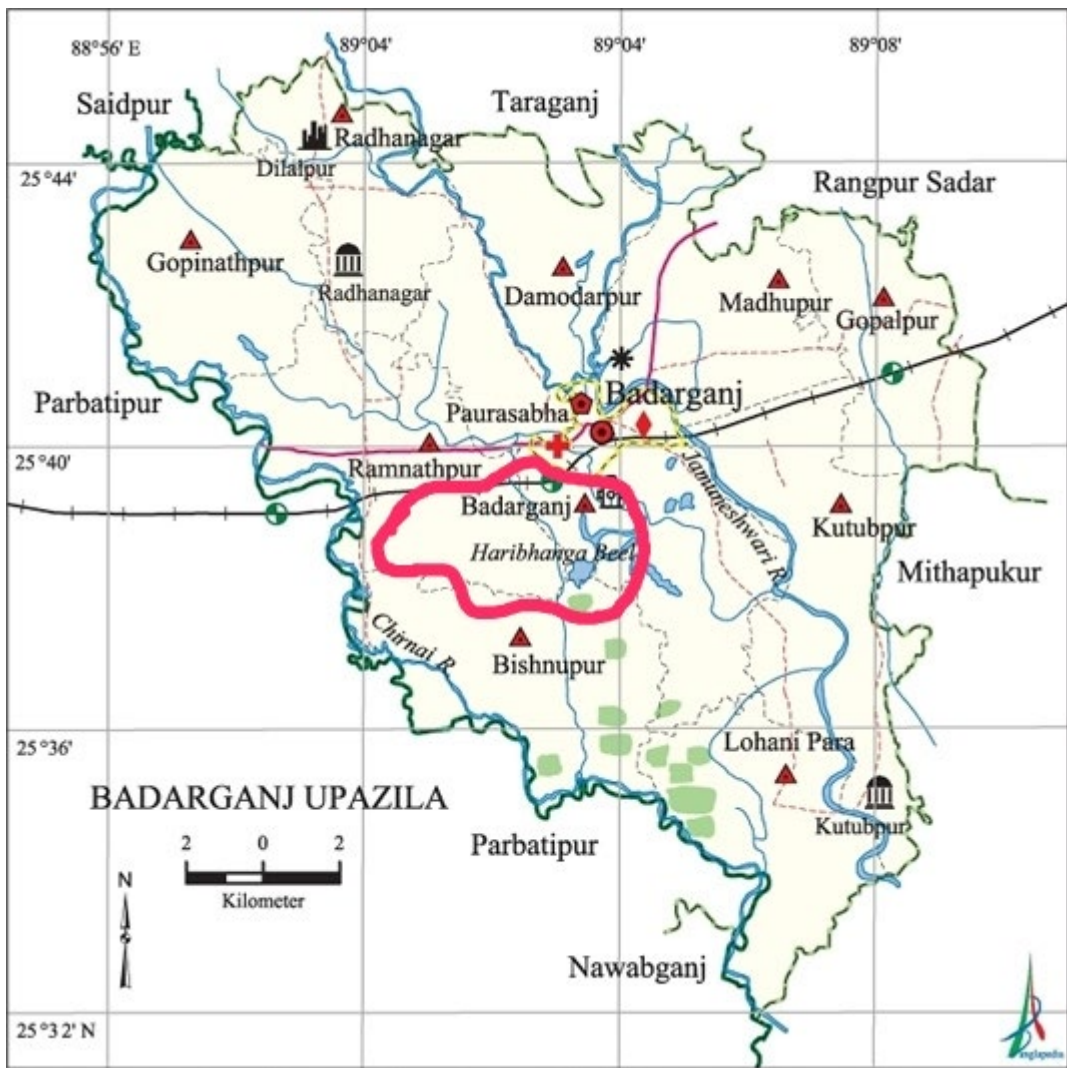 88°56' E
89°04'
89°04'
89°08'
Saidpur
Taraganj
Radhanagar
Dilalpur
25°44'
Rangpur Sadar
Gopinathpur
Radhanagar
Damodarpur
Madhupur
Gopalpur
Parbatipur
Paurasabha
Badarganj
25°40'
Ramnathpur
Jamuneshwari R.
Badarganj
Kutubpur
Haribhanga Beel
Mithapukur
Chirnai R.
Bishnupur
25°36'
Lohani Para
BADARGANJ UPAZILA
Kutubpur
Parbatipur
2 0 2
Kilometer
N
Nawabganj
25°32' N
Banglapedia